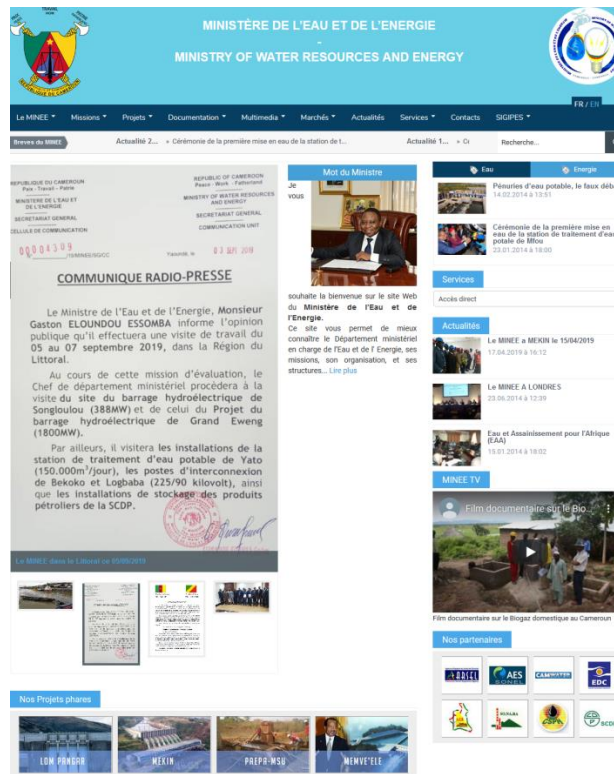 MINISTÈRE DE L'EAU ET DE L'ENERGIE
-
MINISTRY OF WATER RESOURCES AND ENERGY
FR / EN
Le MINEE Missions Projets Documentation Multimedia Marchés Actualités Services Contacts SIGIPES
Breves du MINEE Actualité 2... » Cérémonie de la première mise en eau de la station de t... Actualité 1... Recherche...
REPUBLIQUE DU CAMEROUN
Paix - Travail - Patrie
MINISTERE DE L'EAU ET
DE L'ENERGIE
SECRETARIAT GENERAL
CELLULE DE COMMUNICATION
REPUBLIC OF CAMEROON
Peace - Work - Fatherland
MINISTRY OF WATER RESOURCES
AND ENERGY
SECRETARIAT GENERAL
COMMUNICATION UNIT
COMMUNIQUE RADIO-PRESSE
Le Ministre de l'Eau et de l'Energie, Monsieur
Gaston ELOUNDOU ESSOMBA informe l'opinion
publique qu'il effectuera une visite de travail du
05 au 07 septembre 2019, dans la Région du
Littoral.
Au cours de cette mission d'évaluation, le
Chef de département ministériel procédera à la
visite du site du barrage hydroélectrique de
Songloulou (388MW) et de celui du Projet du
barrage hydroélectrique de Grand Eweng
(1800MW).
Par ailleurs, il visitera les installations de la
station de traitement d'eau potable de Yato
(150.000m³/jour), les postes d'interconnexion
de Bekoko et Logbaba (225/90 kilovolt), ainsi
que les installations de stockage des produits
pétroliers de la SCDP.
Le MINEE dans le Littoral ce 05/09/2019
Mot du Ministre
Je
vous
souhaite la bienvenue sur le site Web
du Ministère de l'Eau et de
l'Energie.
Ce site vous permet de mieux
connaître le Département ministériel
en charge de l'Eau et de l' Energie, ses
missions, son organisation, et ses
structures... Lire plus
Eau Energie
Pénuries d'eau potable, le faux déba
14.02.2014 à 13:51
Cérémonie de la première mise en
eau de la station de traitement d'eau
potale de Mfou
23.01.2014 à 18:00
Services
Accès direct
Actualités
Le MINEE a MEKIN le 15/04/2019
17.04.2019 à 16:12
Le MINEE A LONDRES
23.06.2014 à 12:39
Eau et Assainissement pour l'Afrique
(EAA)
13.01.2014 à 18:02
MINEE TV
Film documentaire sur le Bio...
Film documentaire sur le Biogaz domestique au Cameroun
Nos partenaires
ARSEL AES SONEL CAMWATER EDC
SCDP
Nos Projets phares
LOM PANGAR MEKIN PREPA-MSU MEMVE'ELE